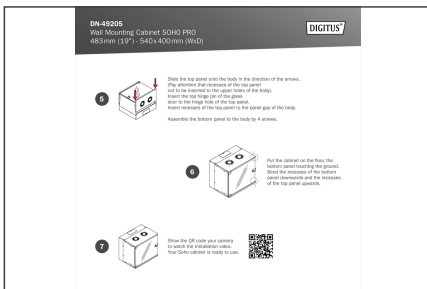 DN-49205
Wall Mounting Cabinet SOHO PRO
483mm (19") - 540x400mm (WxD)
DIGITUS®
5
Slide the top panel onto the body in the direction of the arrows.
(Pay attention that recesses of the top panel
not to be inserted to the upper holes of the body).
Insert the top hinge pin of the glass
door to the hinge hole of the top panel.
Insert recesses of the top panel to the panel gap of the body.
Assemble the bottom panel to the body by 4 screws.
6
Put the cabinet on the floor, the
bottom panel touching the ground.
Bend the recesses of the bottom
panel downwards and the recesses
of the top panel upwards.
7
Show the QR code your camera
to watch the installation video.
Your Soho cabinet is ready to use.